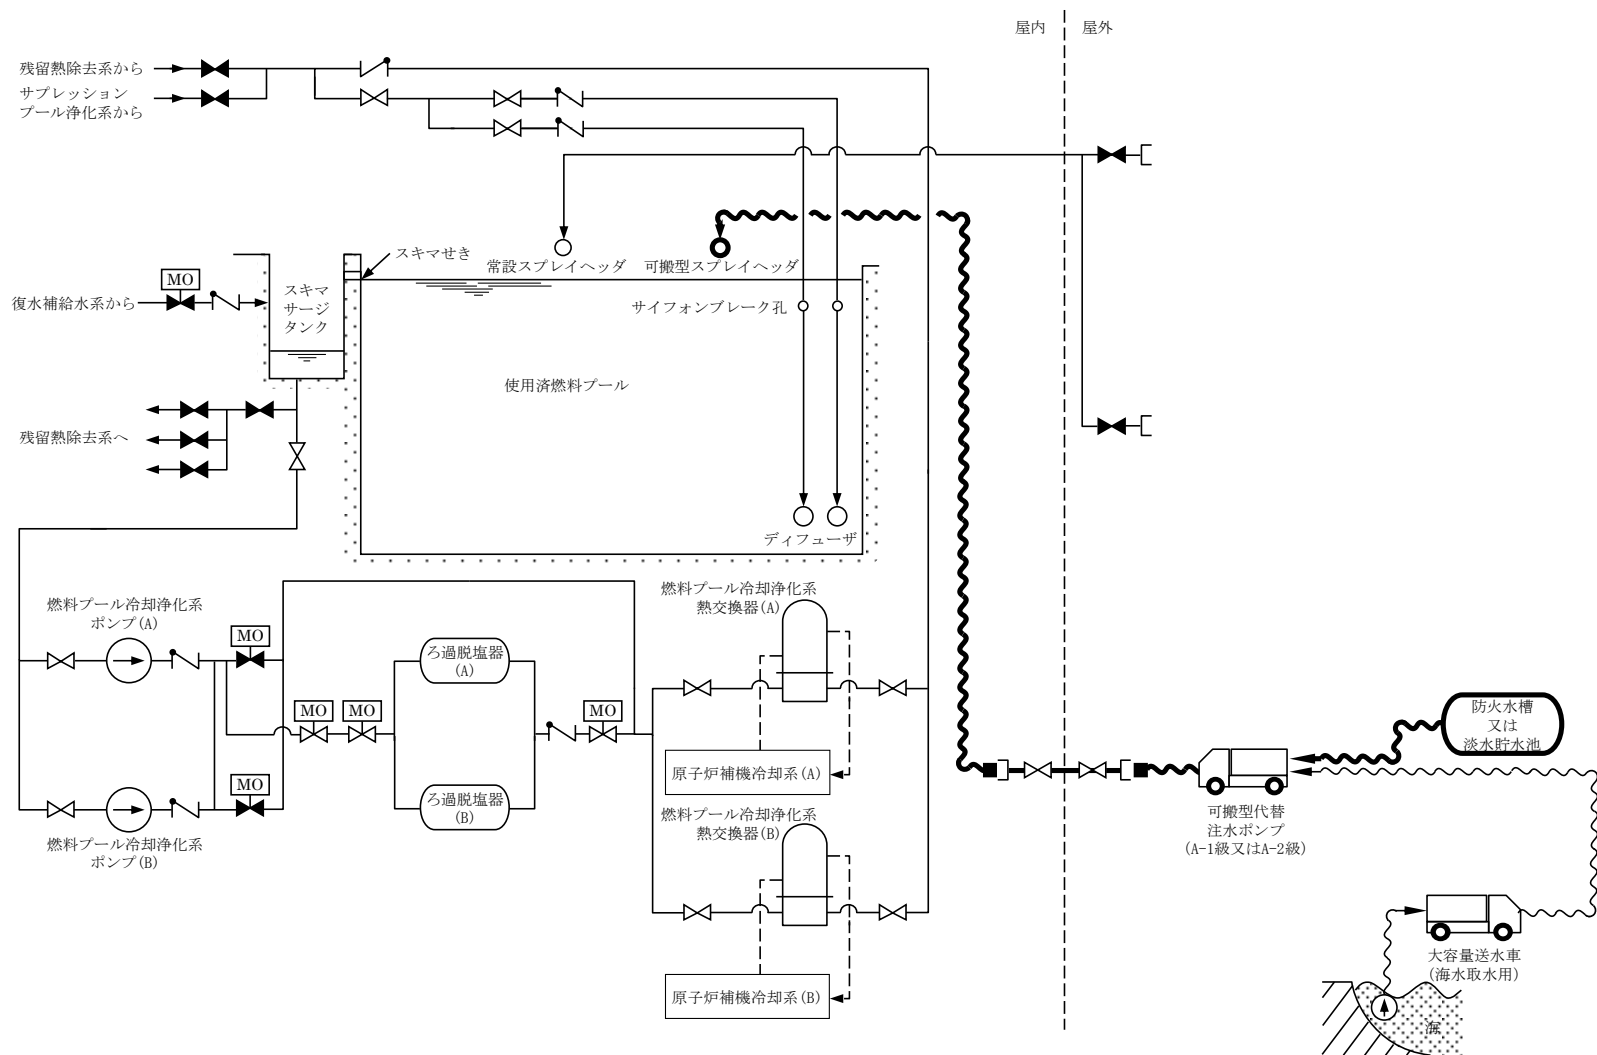 屋内
屋外
残留熱除去系から
サプレッション
プール浄化系から
スキマせき
常設スプレイヘッダ
可搬型スプレイヘッダ
MO
スキマ
サージ
タンク
復水補給水系から
サイフォンブレーク孔
使用済燃料プール
残留熱除去系へ
ディフューザ
燃料プール冷却浄化系
熱交換器(A)
燃料プール冷却浄化系
ポンプ(A)
MO
ろ過脱塩器
(A)
MO
MO
MO
防火水槽
又は
淡水貯水池
原子炉補機冷却系(A)
MO
ろ過脱塩器
(B)
燃料プール冷却浄化系
熱交換器(B)
可搬型代替
注水ポンプ
(A-1級又はA-2級)
燃料プール冷却浄化系
ポンプ(B)
大容量送水車
(海水取水用)
原子炉補機冷却系(B)
海